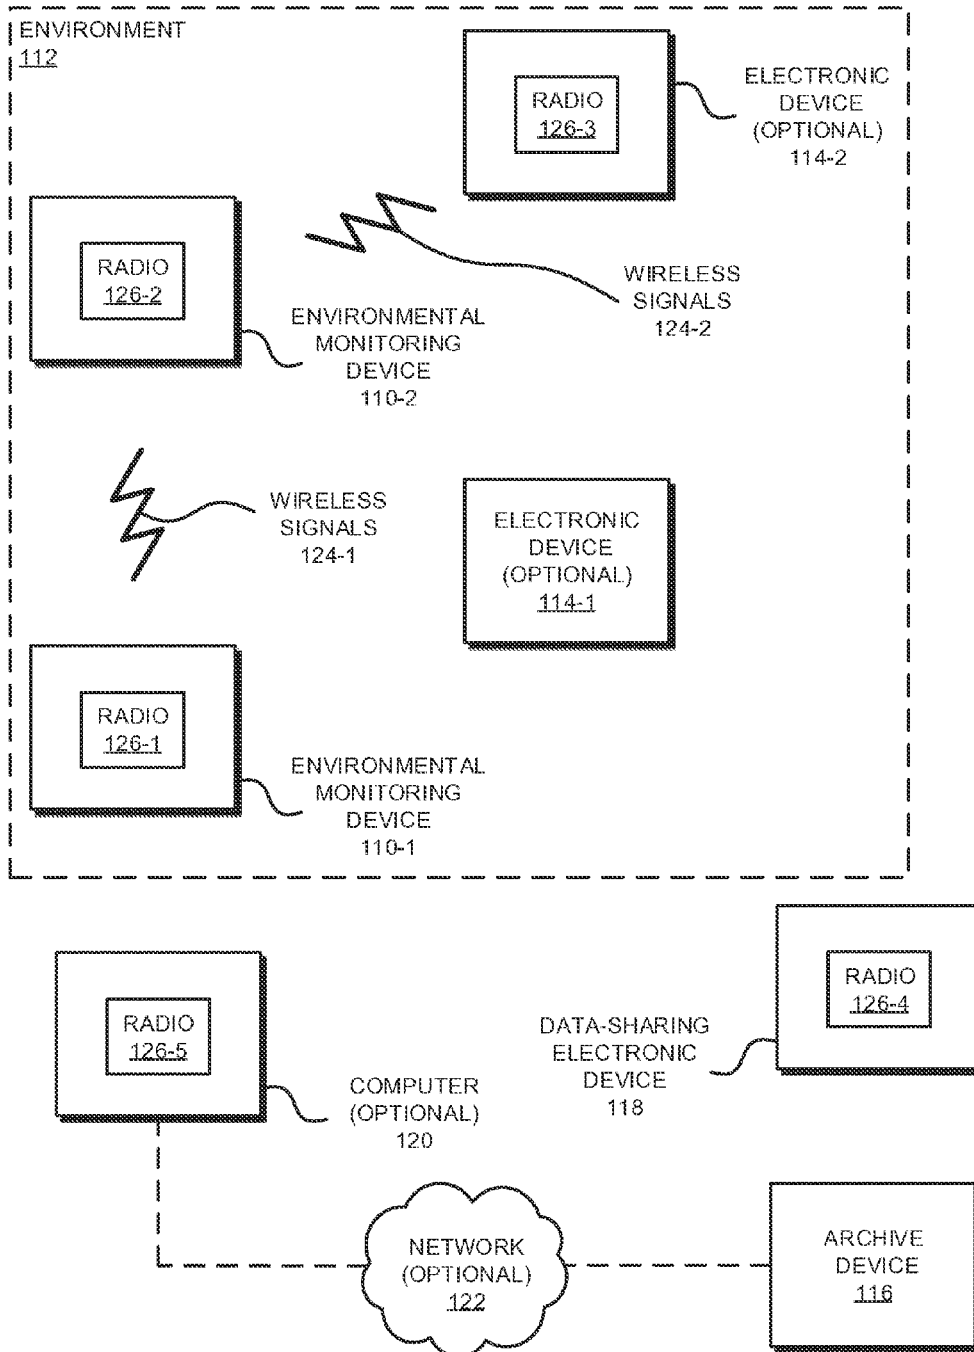 ENVIRONMENT
112
RADIO
126-3
ELECTRONIC
DEVICE
(OPTIONAL)
114-2
RADIO
126-2
WIRELESS
SIGNALS
124-2
ENVIRONMENTAL
MONITORING
DEVICE
110-2
WIRELESS
SIGNALS
124-1
ELECTRONIC
DEVICE
(OPTIONAL)
114-1
RADIO
126-1
ENVIRONMENTAL
MONITORING
DEVICE
110-1
RADIO
126-4
RADIO
126-5
DATA-SHARING
ELECTRONIC
DEVICE
118
COMPUTER
(OPTIONAL)
120
NETWORK
(OPTIONAL)
122
ARCHIVE
DEVICE
116